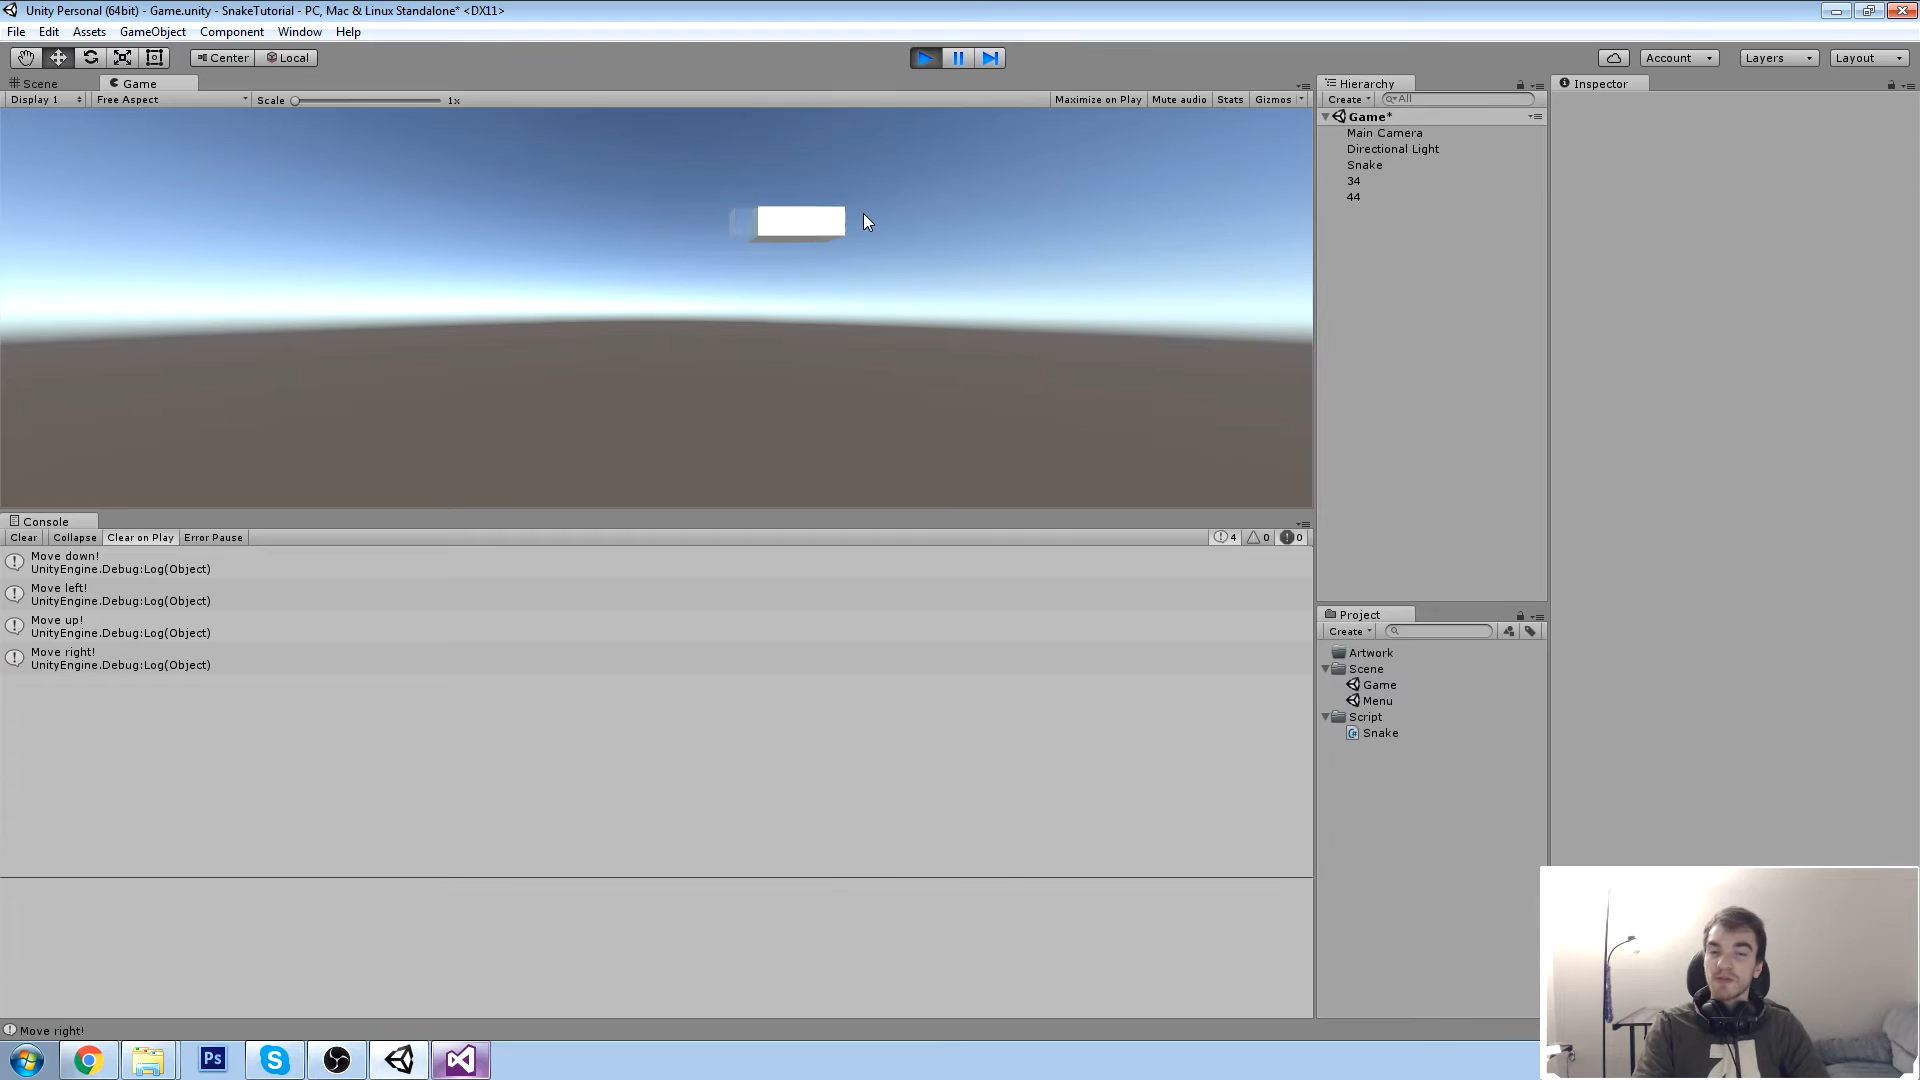 Unity Personal (64bit) - Game.unity - SnakeTutorial - PC, Mac & Linux Standalone* <DX11>
File Edit Assets GameObject Component Window Help
Center Local Account Layers Layout
Scene Game Hierarchy Inspector
Display 1 Free Aspect Scale 1x Maximize on Play Mute audio Stats Gizmos Create All
Game*
Main Camera
Directional Light
Snake
34
44
Console
Clear Collapse Clear on Play Error Pause 4 0 0
Move down!
UnityEngine.Debug:Log(Object)
Move left!
UnityEngine.Debug:Log(Object)
Move up!
UnityEngine.Debug:Log(Object)
Move right!
UnityEngine.Debug:Log(Object)
Project
Create
Artwork
Scene
Game
Menu
Script
Snake
Move right!
Ps